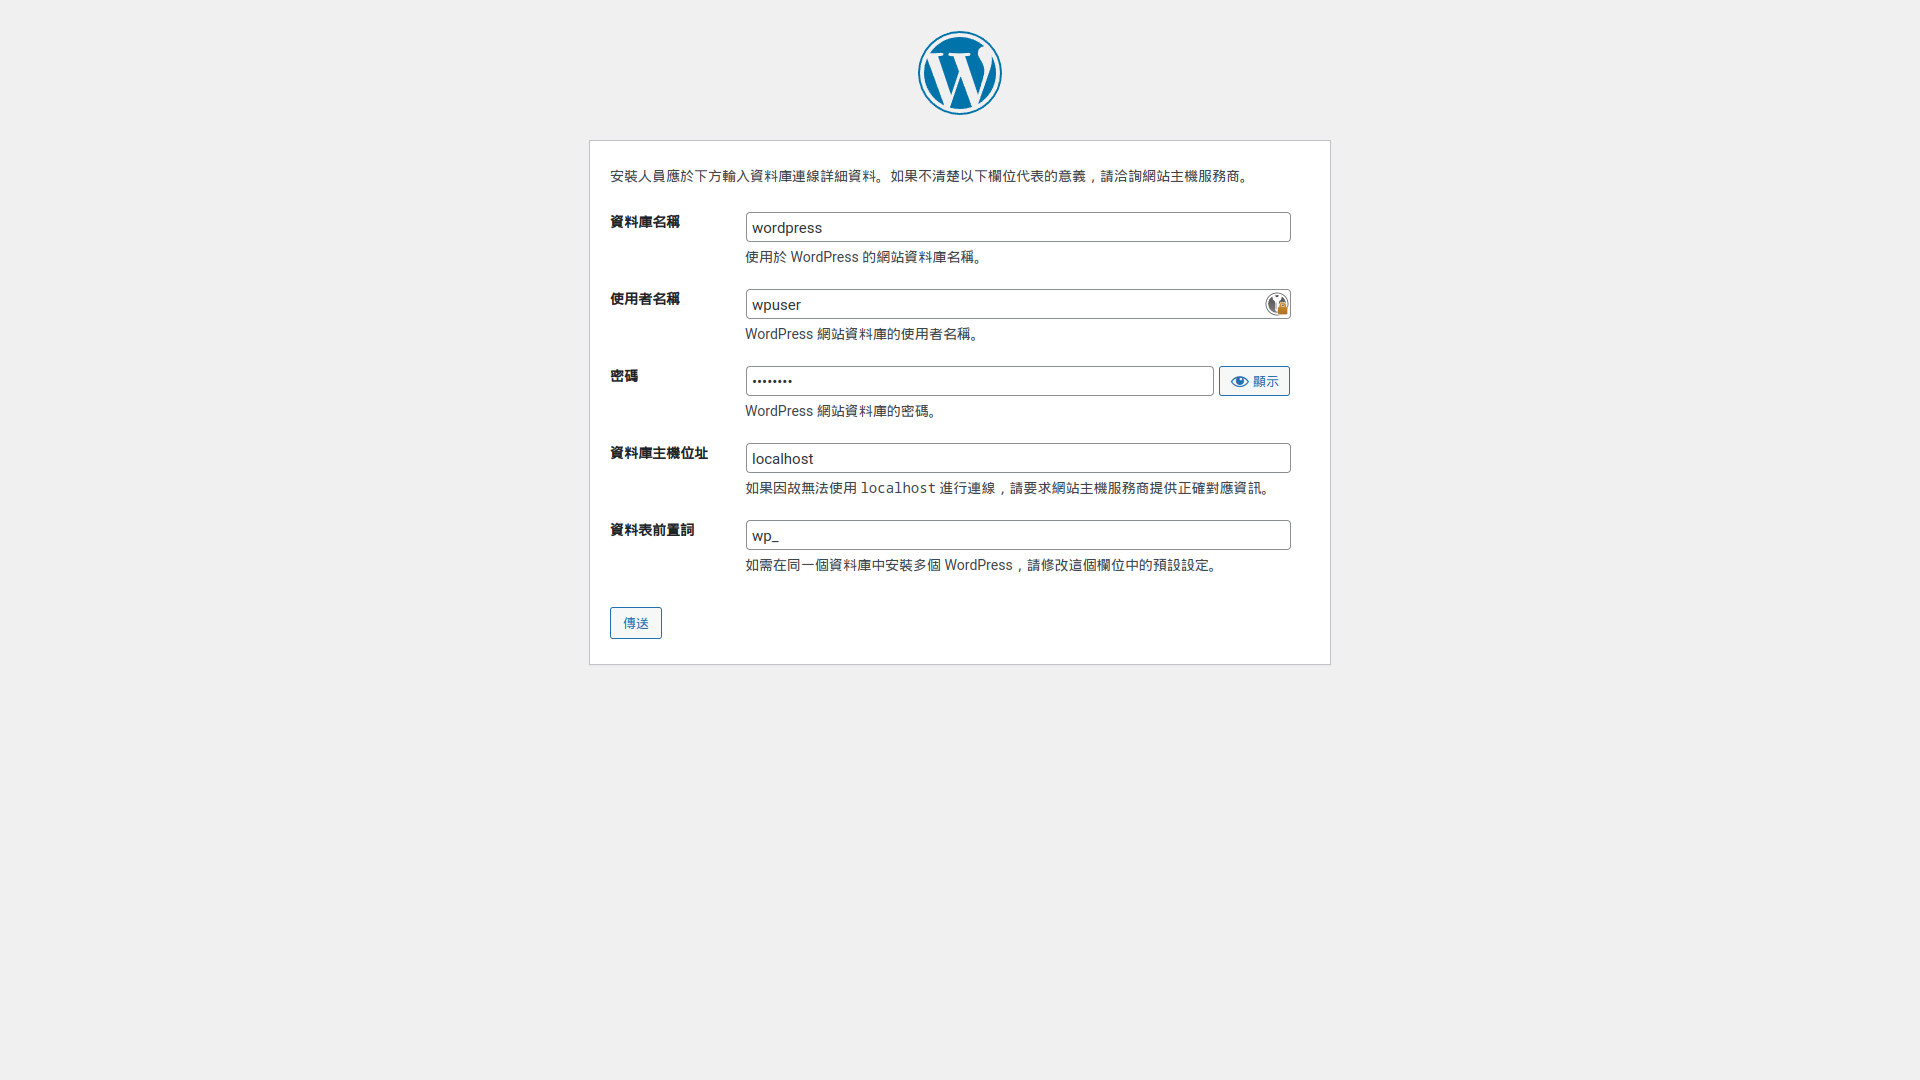 安裝人員應於下方輸入資料庫連線詳細資料。如果不清楚以下欄位代表的意義，請洽詢網站主機服務商。
資料庫名稱
wordpress
使用於 WordPress 的網站資料庫名稱。
使用者名稱
wpuser
WordPress 網站資料庫的使用者名稱。
密碼
••••••••
顯示
WordPress 網站資料庫的密碼。
資料庫主機位址
localhost
如果因故無法使用 localhost 進行連線，請要求網站主機服務商提供正確對應資訊。
資料表前置詞
wp_
如需在同一個資料庫中安裝多個 WordPress，請修改這個欄位中的預設設定。
傳送